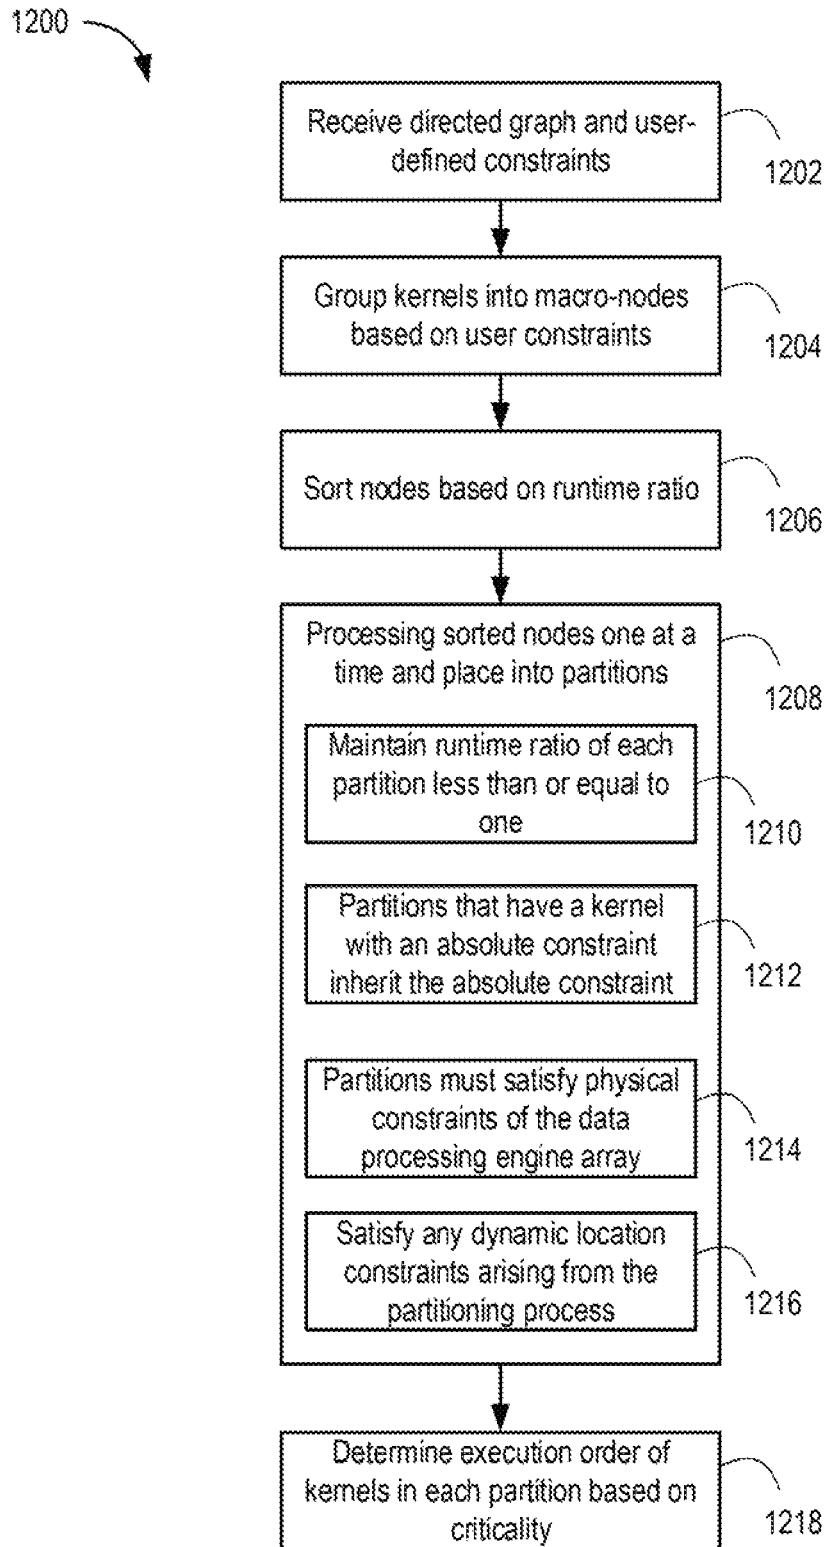 1200
Receive directed graph and user-
defined constraints
1202
Group kernels into macro-nodes
based on user constraints
1204
Sort nodes based on runtime ratio
1206
Processing sorted nodes one at a
time and place into partitions
1208
Maintain runtime ratio of each
partition less than or equal to
one
1210
Partitions that have a kernel
with an absolute constraint
inherit the absolute constraint
1212
Partitions must satisfy physical
constraints of the data
processing engine array
1214
Satisfy any dynamic location
constraints arising from the
partitioning process
1216
Determine execution order of
kernels in each partition based on
criticality
1218